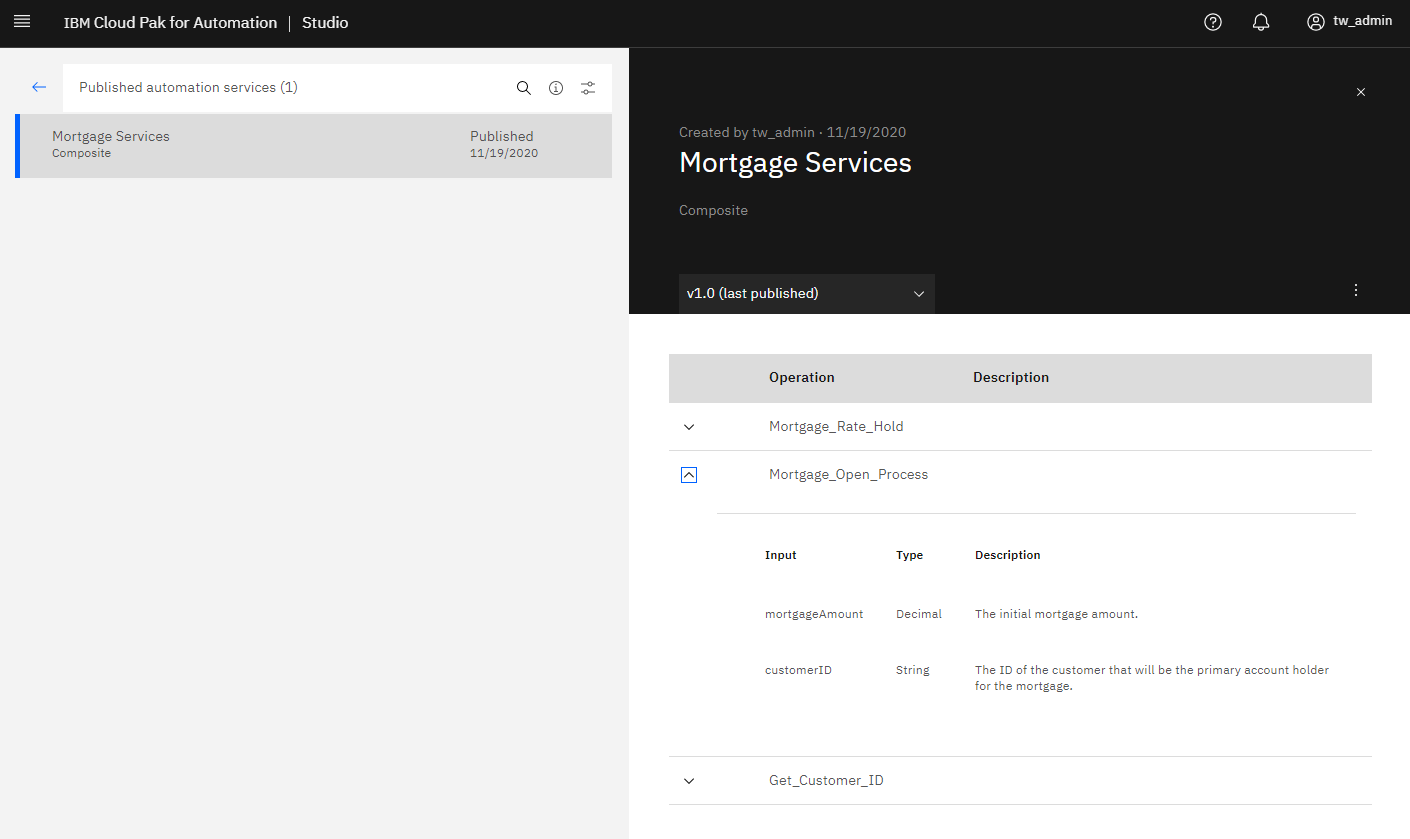 IBM Cloud Pak for Automation | Studio
tw_admin
Published automation services (1)
Mortgage Services
Composite
Published
11/19/2020
Created by tw_admin · 11/19/2020
Mortgage Services
Composite
v1.0 (last published)
Operation Description
Mortgage_Rate_Hold
Mortgage_Open_Process
Input Type Description
mortgageAmount Decimal The initial mortgage amount.
customerID String The ID of the customer that will be the primary account holder
for the mortgage.
Get_Customer_ID